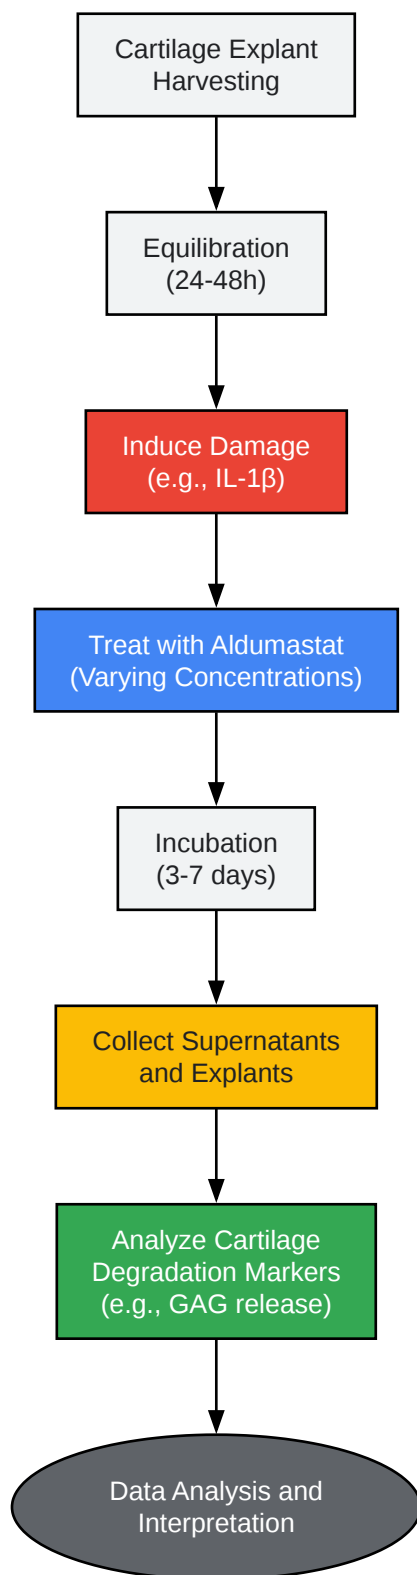 Cartilage Explant
Harvesting
Equilibration
(24-48h)
Induce Damage
(e.g., IL-1β)
Treat with Aldumastat
(Varying Concentrations)
Incubation
(3-7 days)
Collect Supernatants
and Explants
Analyze Cartilage
Degradation Markers
(e.g., GAG release)
Data Analysis and
Interpretation